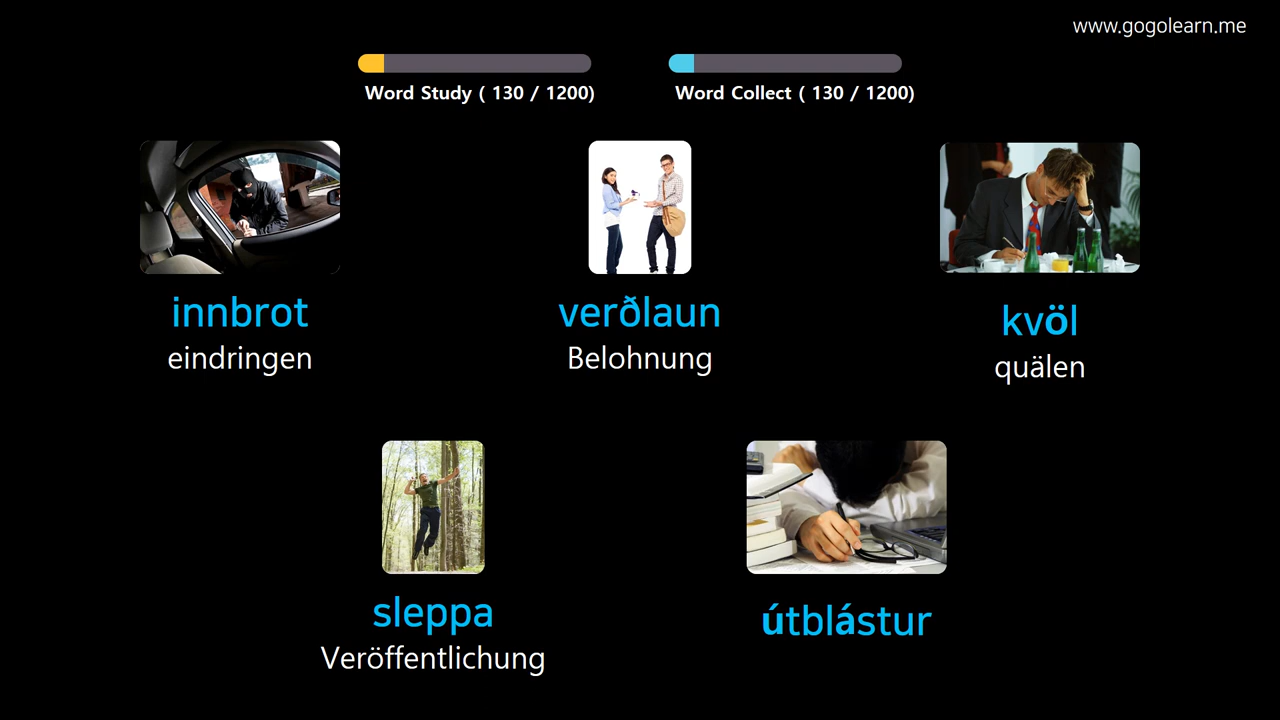 www.gogolearn.me
Word Study ( 130 / 1200)
Word Collect ( 130 / 1200)
innbrot
eindringen
verðlaun
Belohnung
kvöl
quälen
sleppa
Veröffentlichung
útblástur